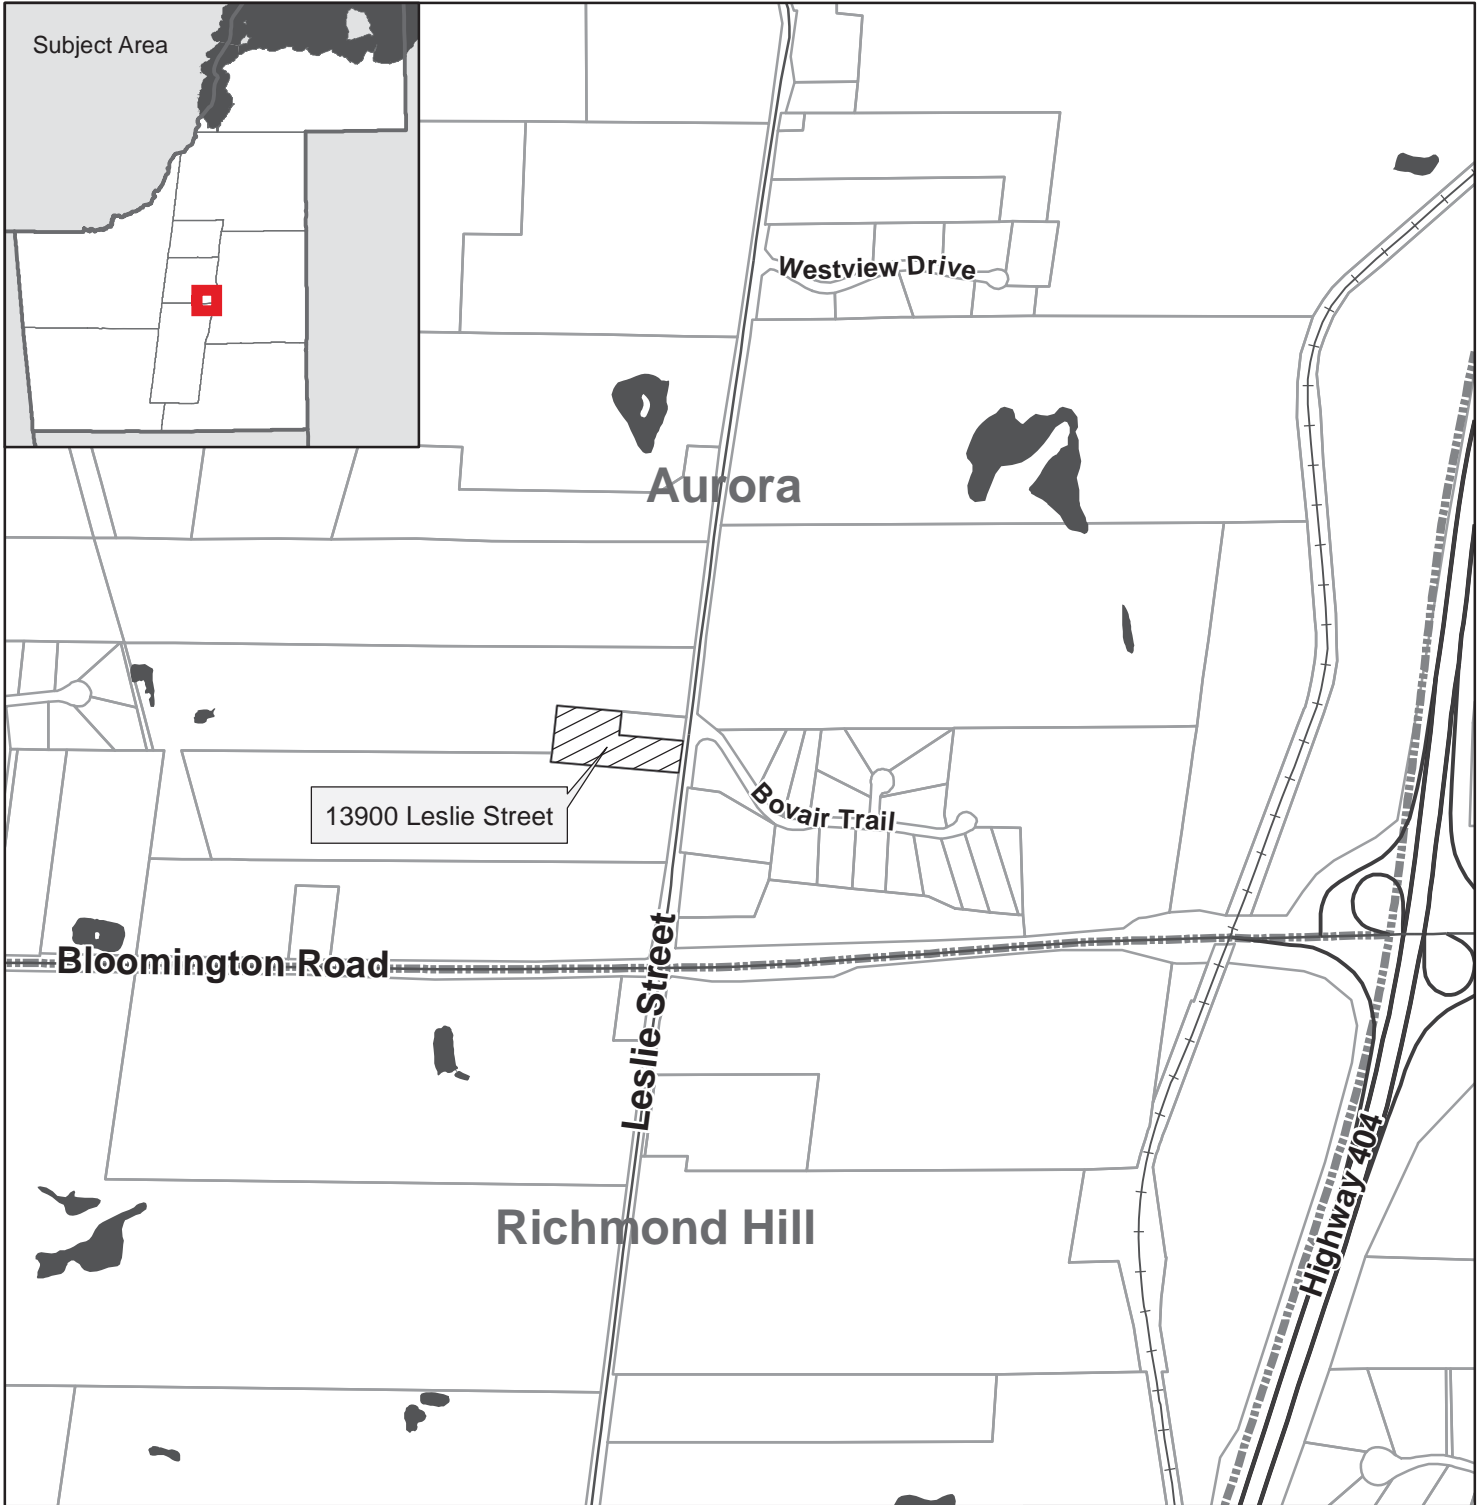 Subject Area
Westview Drive
Aurora
13900 Leslie Street
Bovair Trail
Bloomington Road
Leslie Street
Highway 404
Richmond Hill